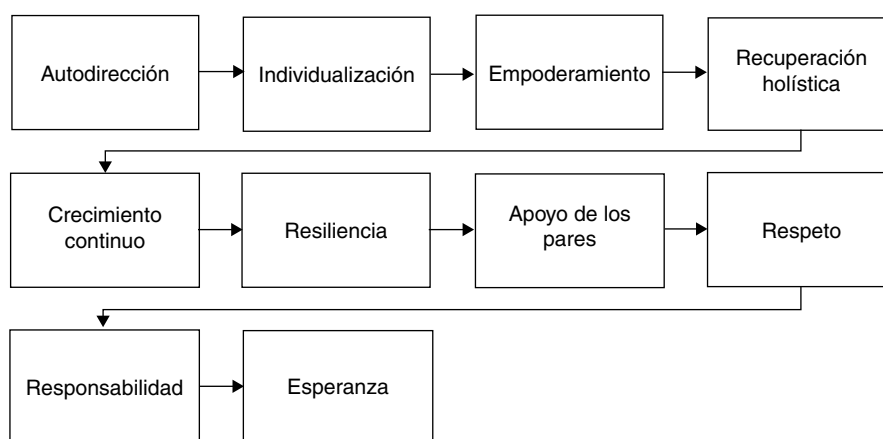 Autodirección
Individualización
Empoderamiento
Recuperación
holística
Crecimiento
continuo
Resiliencia
Apoyo de los
pares
Respeto
Responsabilidad
Esperanza